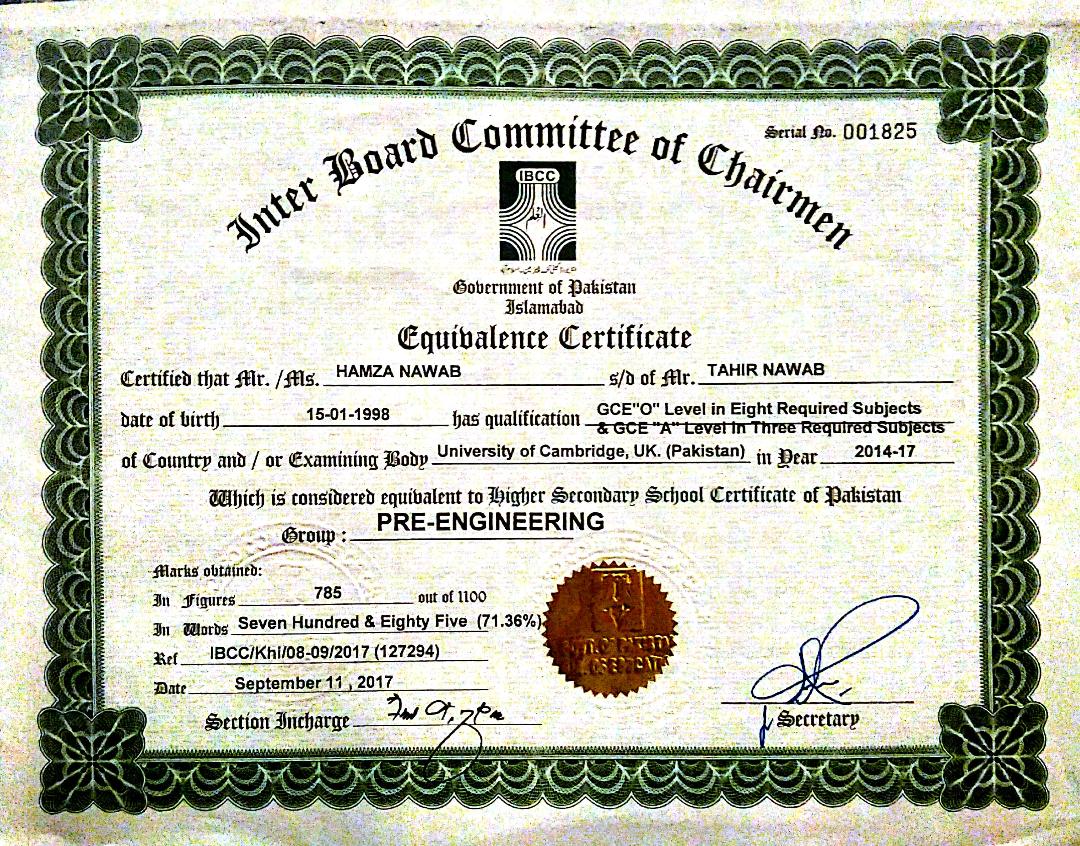 Serial No. 001825
Inter Board Committee of Chairmen
IBCC
Government of Pakistan
Islamabad
Equivalence Certificate
Certified that Mr. /Ms. HAMZA NAWAB s/d of Mr. TAHIR NAWAB
date of birth 15-01-1998 has qualification GCE"O" Level in Eight Required Subjects
& GCE "A" Level in Three Required Subjects
of Country and / or Examining Body University of Cambridge, UK. (Pakistan) in Year 2014-17
Which is considered equivalent to Higher Secondary School Certificate of Pakistan
Group : PRE-ENGINEERING
Marks obtained:
In Figures 785 out of 1100
In Words Seven Hundred & Eighty Five (71.36%)
Ref IBCC/Khi/08-09/2017 (127294)
Date September 11 , 2017
Section Incharge
Secretary